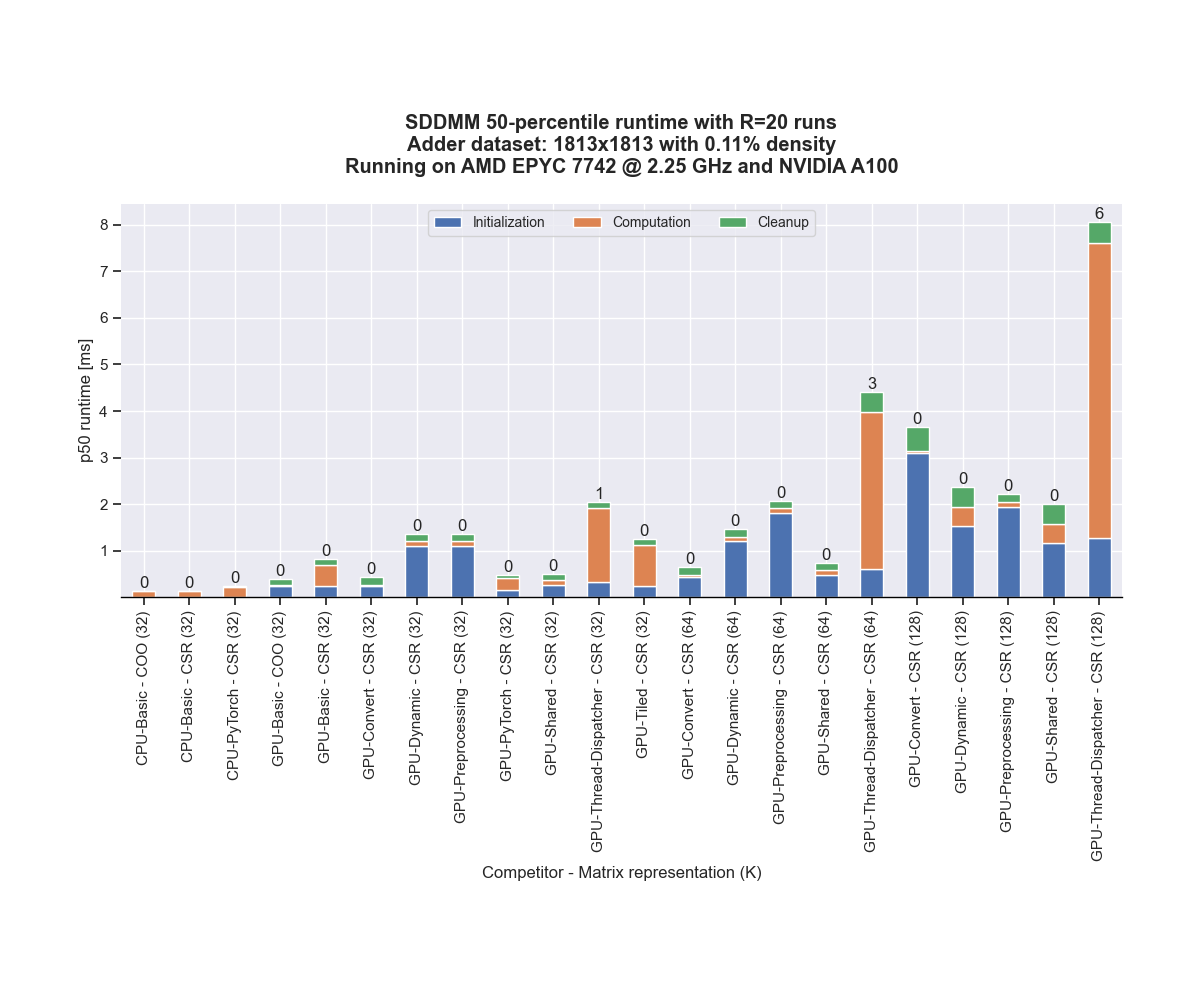 SDDMM 50-percentile runtime with R=20 runs
Adder dataset: 1813x1813 with 0.11% density
Running on AMD EPYC 7742 @ 2.25 GHz and NVIDIA A100
Initialization Computation Cleanup
p50 runtime [ms]
8
7
6
5
4
3
2
1
0
0
0
0
0
0
0
0
0
0
1
0
0
0
0
0
3
0
0
0
0
6
CPU-Basic - COO (32)
CPU-Basic - CSR (32)
CPU-PyTorch - CSR (32)
GPU-Basic - COO (32)
GPU-Basic - CSR (32)
GPU-Convert - CSR (32)
GPU-Dynamic - CSR (32)
GPU-Preprocessing - CSR (32)
GPU-PyTorch - CSR (32)
GPU-Shared - CSR (32)
GPU-Thread-Dispatcher - CSR (32)
GPU-Tiled - CSR (32)
GPU-Convert - CSR (64)
GPU-Dynamic - CSR (64)
GPU-Preprocessing - CSR (64)
GPU-Shared - CSR (64)
GPU-Thread-Dispatcher - CSR (64)
GPU-Convert - CSR (128)
GPU-Dynamic - CSR (128)
GPU-Preprocessing - CSR (128)
GPU-Shared - CSR (128)
GPU-Thread-Dispatcher - CSR (128)
Competitor - Matrix representation (K)